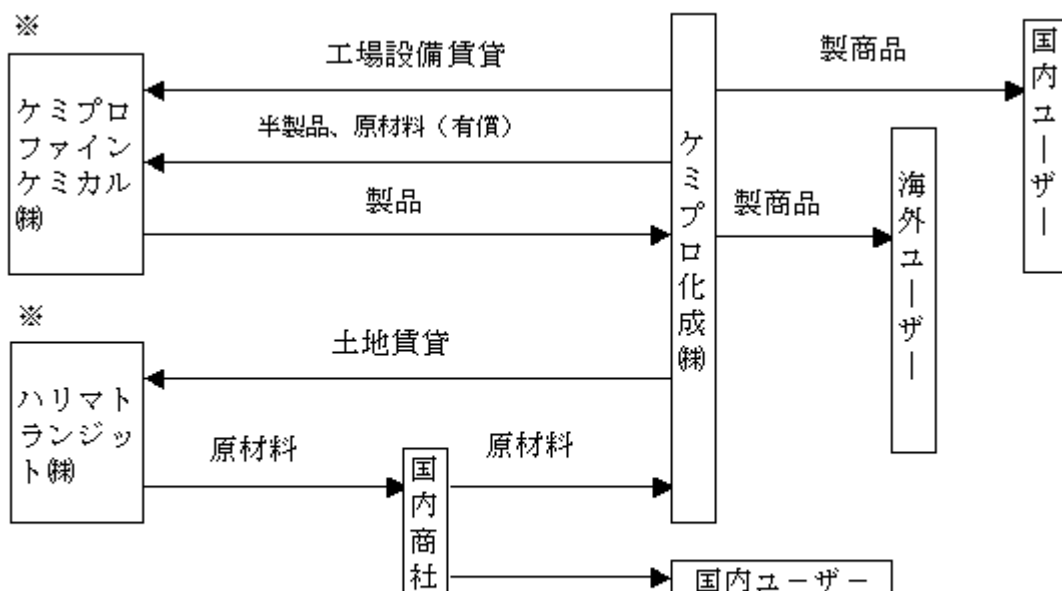 ※
ケミプロ
ファイン
ケミカル
㈱
工場設備賃貸
半製品、原材料（有償）
製品
ケミプロ化成㈱
製商品
国内ユーザー
製商品
海外ユーザー
※
ハリマト
ランジッ
ト㈱
土地賃貸
原材料
国内商社
原材料
国内ユーザー